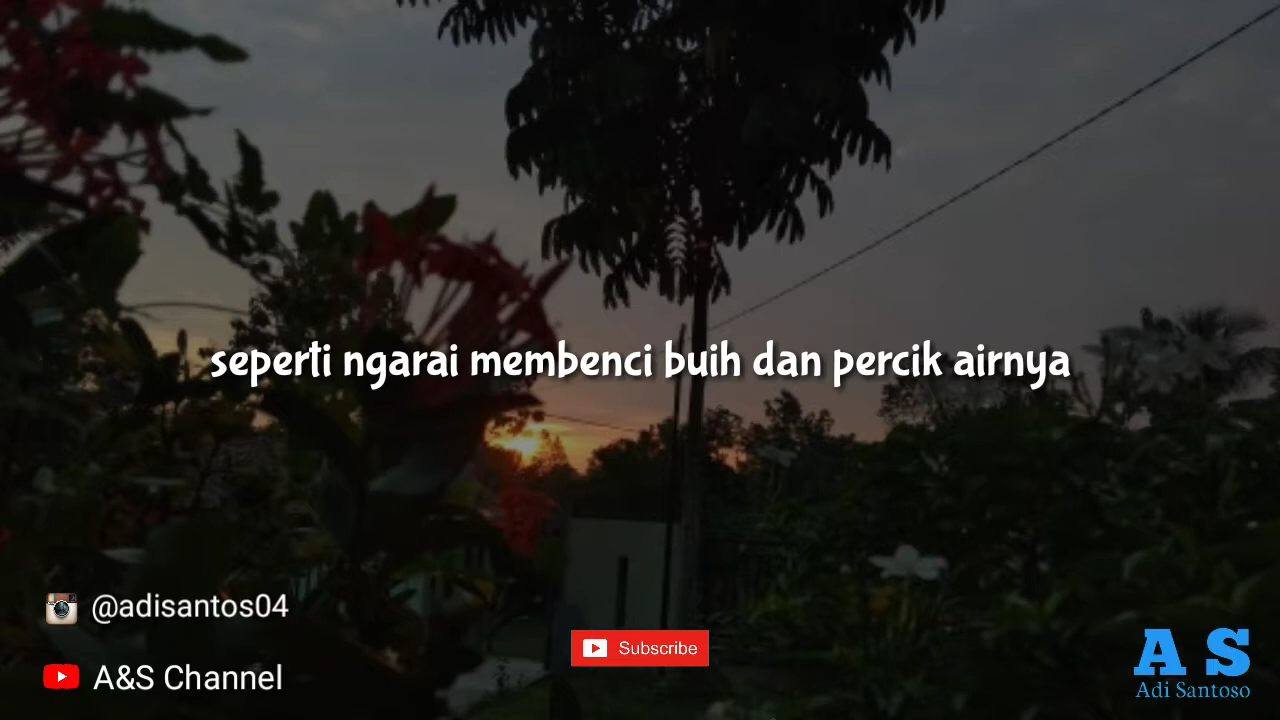 seperti ngarai membenci buih dan percik airnya
@adisantos04
A&S Channel
Subscribe
A S
Adi Santoso